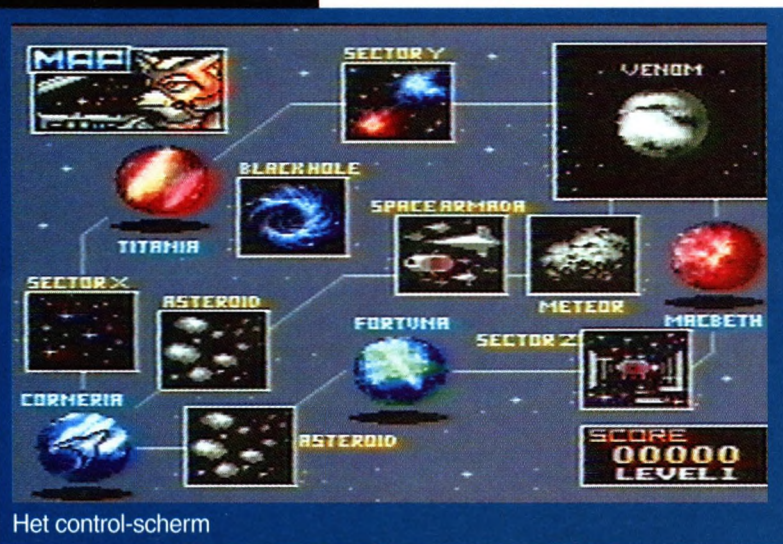 MAP
SECTOR Y
VENOM
BLACK HOLE
SPACE ARMADA
TITANIA
SECTOR X
ASTEROID
METEOR
MACBETH
FORTUNA
SECTOR Z
CORNERIA
ASTEROID
SCORE
00000
LEVEL 1
Het control-scherm